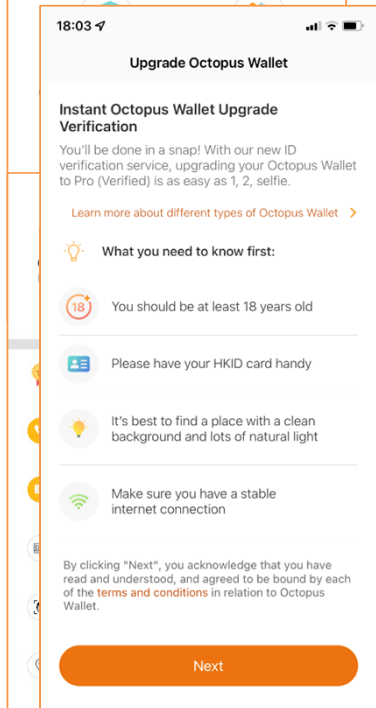 18:03
Upgrade Octopus Wallet
Instant Octopus Wallet Upgrade
Verification
You'll be done in a snap! With our new ID
verification service, upgrading your Octopus Wallet
to Pro (Verified) is as easy as 1, 2, selfie.
Learn more about different types of Octopus Wallet
What you need to know first:
18
You should be at least 18 years old
Please have your HKID card handy
It's best to find a place with a clean
background and lots of natural light
Make sure you have a stable
internet connection
By clicking "Next", you acknowledge that you have
read and understood, and agreed to be bound by each
of the terms and conditions in relation to Octopus
Wallet.
Next